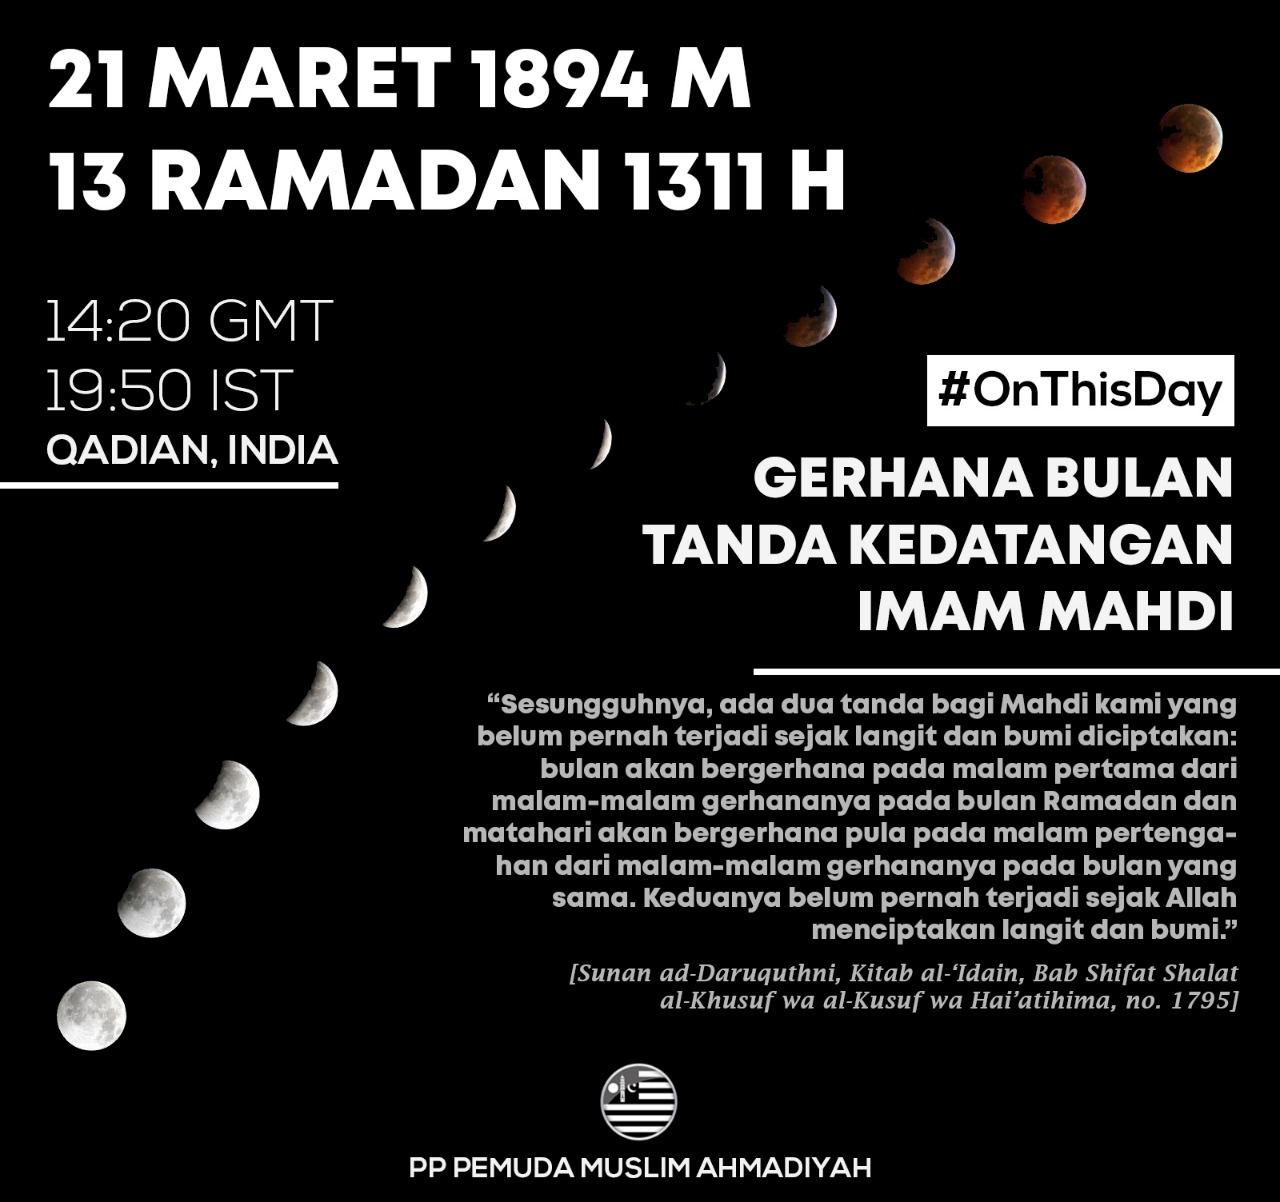 21 MARET 1894 M
13 RAMADAN 1311 H
14:20 GMT
19:50 IST
QADIAN, INDIA
#OnThisDay
GERHANA BULAN
TANDA KEDATANGAN
IMAM MAHDI
“Sesungguhnya, ada dua tanda bagi Mahdi kami yang
belum pernah terjadi sejak langit dan bumi diciptakan:
bulan akan bergerhana pada malam pertama dari
malam-malam gerhananya pada bulan Ramadan dan
matahari akan bergerhana pula pada malam pertenga-
han dari malam-malam gerhananya pada bulan yang
sama. Keduanya belum pernah terjadi sejak Allah
menciptakan langit dan bumi.”
[Sunan ad-Daruquthni, Kitab al-‘Idain, Bab Shifat Shalat
al-Khusuf wa al-Kusuf wa Hai’atihima, no. 1795]
PP PEMUDA MUSLIM AHMADIYAH